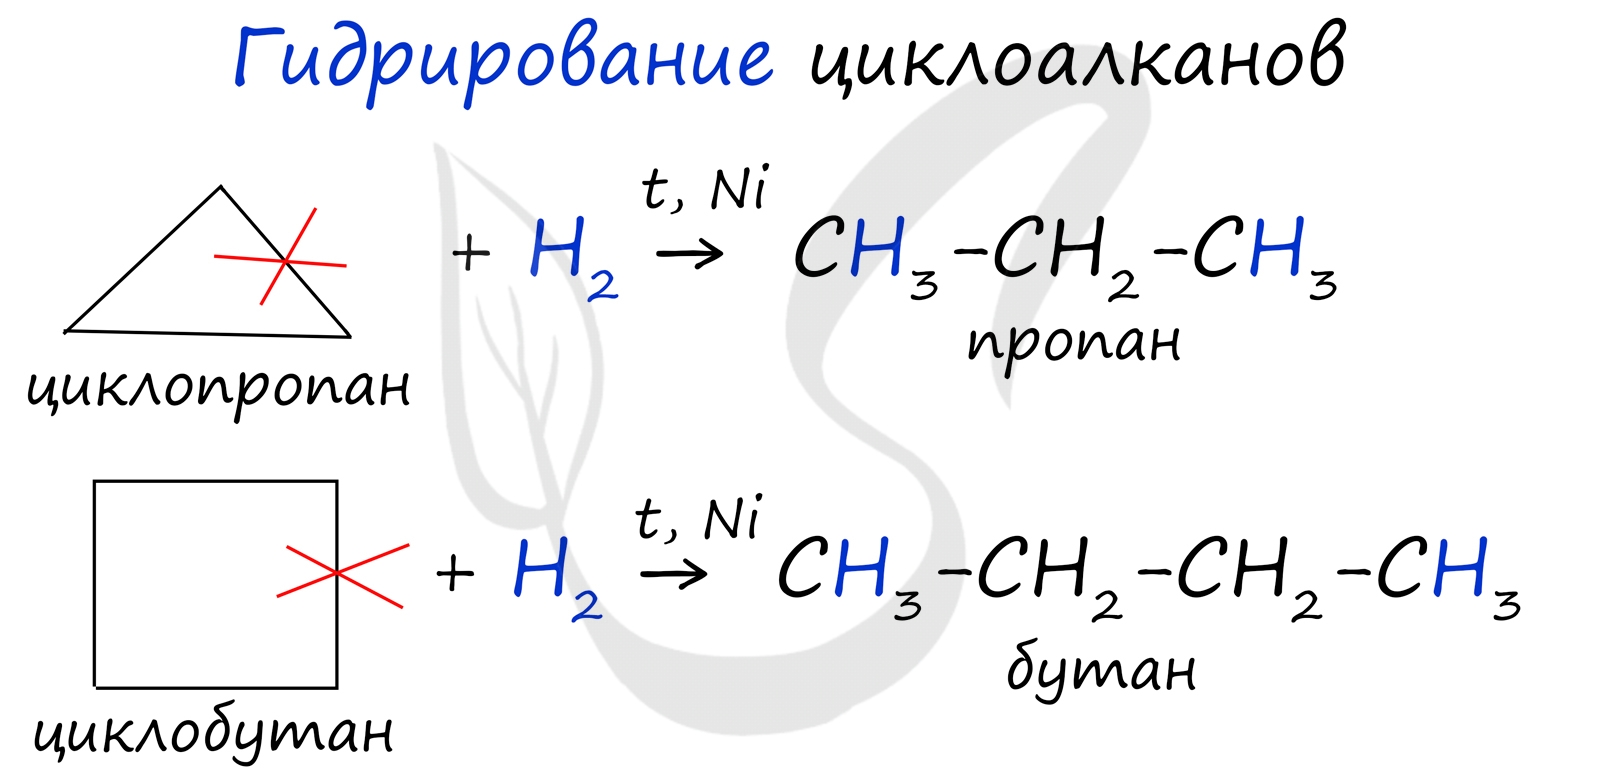 Гидрирование циклоалканов
t, Ni
+ H₂ → CH₃–CH₂–CH₃
пропан
циклопропан
t, Ni
+ H₂ → CH₃–CH₂–CH₂–CH₃
бутан
циклобутан